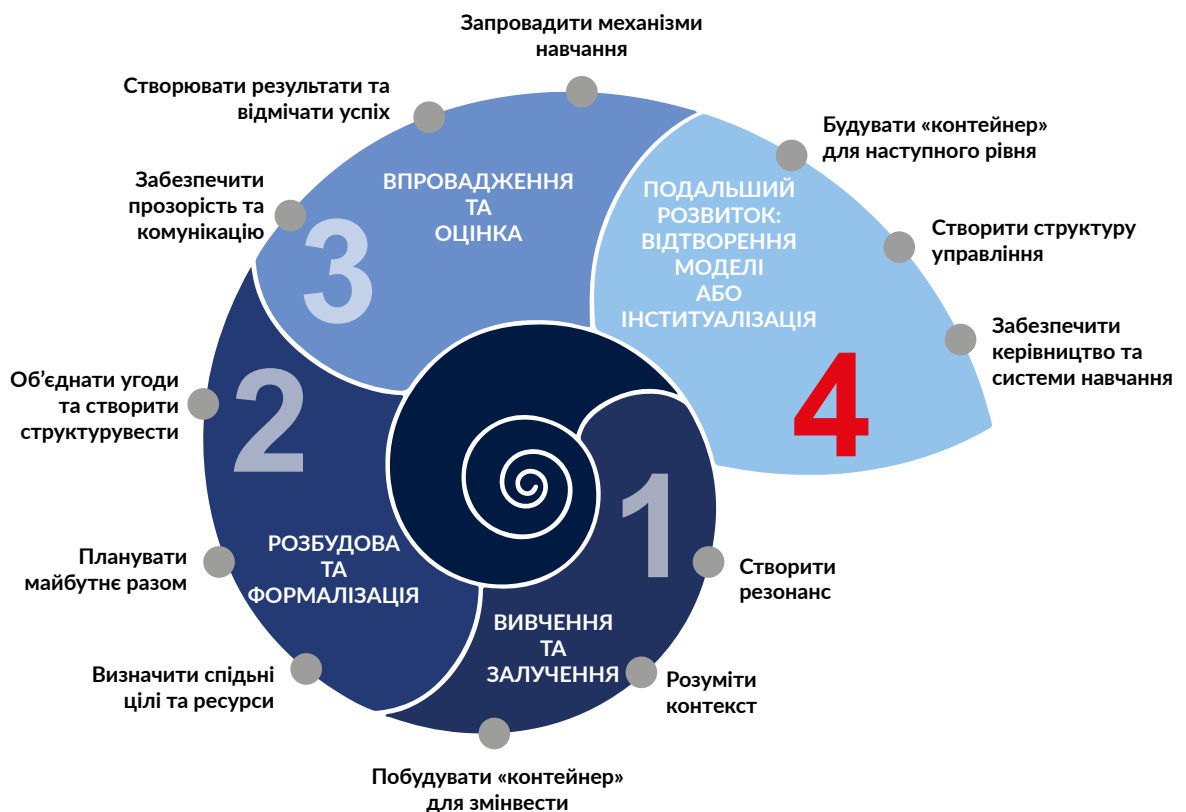 Запровадити механізми
навчання
Створювати результати та
відмічати успіх
Будувати «контейнер»
для наступного рівня
Забезпечити
прозорість та
комунікацію
3
ВПРОВАДЖЕННЯ
ТА
ОЦІНКА
ПОДАЛЬШИЙ
РОЗВИТОК:
ВІДТВОРЕННЯ
МОДЕЛІ
АБО
ІНСТИТУАЛІЗАЦІЯ
4
Створити структуру
управління
Забезпечити
керівництво та
системи навчання
Об’єднати угоди
та створити
структурувести
2
РОЗБУДОВА
ТА
ФОРМАЛІЗАЦІЯ
Планувати
майбутнє разом
Визначити спідьні
цілі та ресурси
1
ВИВЧЕННЯ
ТА
ЗАЛУЧЕННЯ
Створити
резонанс
Розуміти
контекст
Побудувати «контейнер»
для змінвести